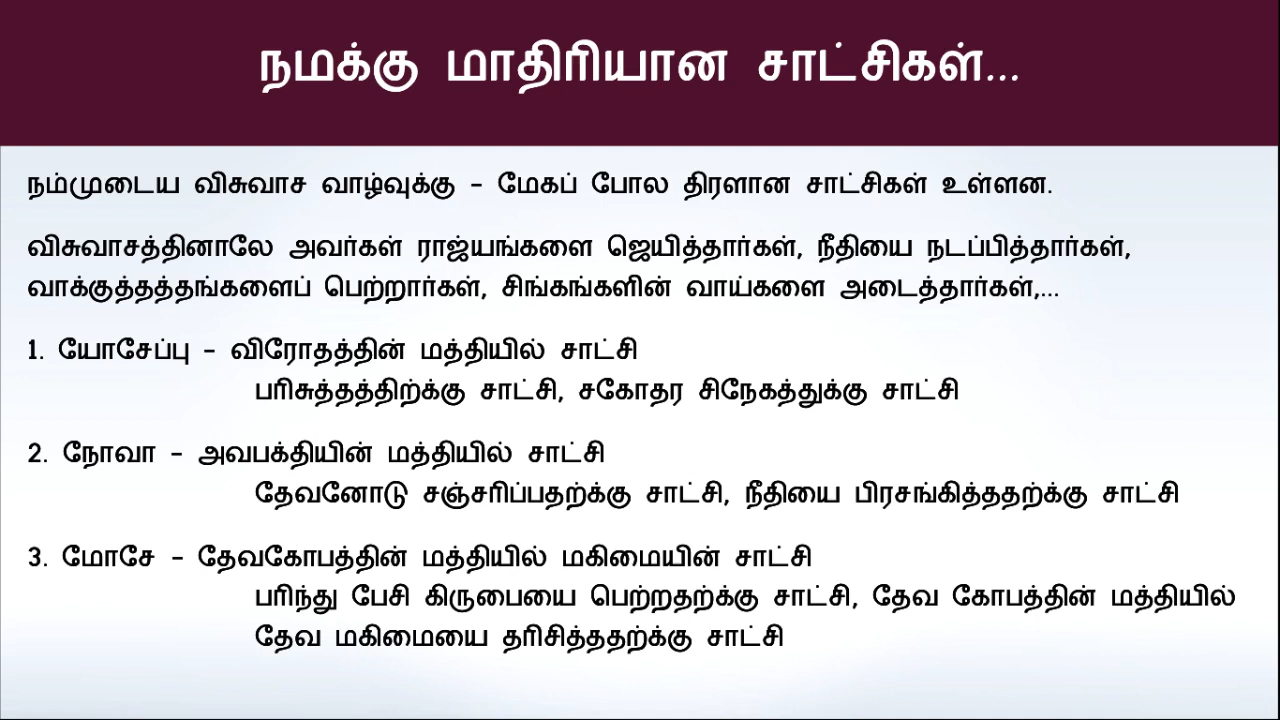 நமக்கு மாதிரியான சாட்சிகள்...
நம்முடைய விசுவாச வாழ்வுக்கு - மேகப் போல திரளான சாட்சிகள் உள்ளன.
விசுவாசத்தினாலே அவர்கள் ராஜ்யங்களை ஜெயித்தார்கள், நீதியை நடப்பித்தார்கள்,
வாக்குத்தத்தங்களைப் பெற்றார்கள், சிங்கங்களின் வாய்களை அடைத்தார்கள்,...
1. யோசேப்பு - விரோதத்தின் மத்தியில் சாட்சி
பரிசுத்தத்திற்க்கு சாட்சி, சகோதர சிநேகத்துக்கு சாட்சி
2. நோவா - அவபக்தியின் மத்தியில் சாட்சி
தேவனோடு சஞ்சரிப்பதற்க்கு சாட்சி, நீதியை பிரசங்கித்ததற்க்கு சாட்சி
3. மோசே - தேவகோபத்தின் மத்தியில் மகிமையின் சாட்சி
பரிந்து பேசி கிருபையை பெற்றதற்க்கு சாட்சி, தேவ கோபத்தின் மத்தியில்
தேவ மகிமையை தரிசித்ததற்க்கு சாட்சி